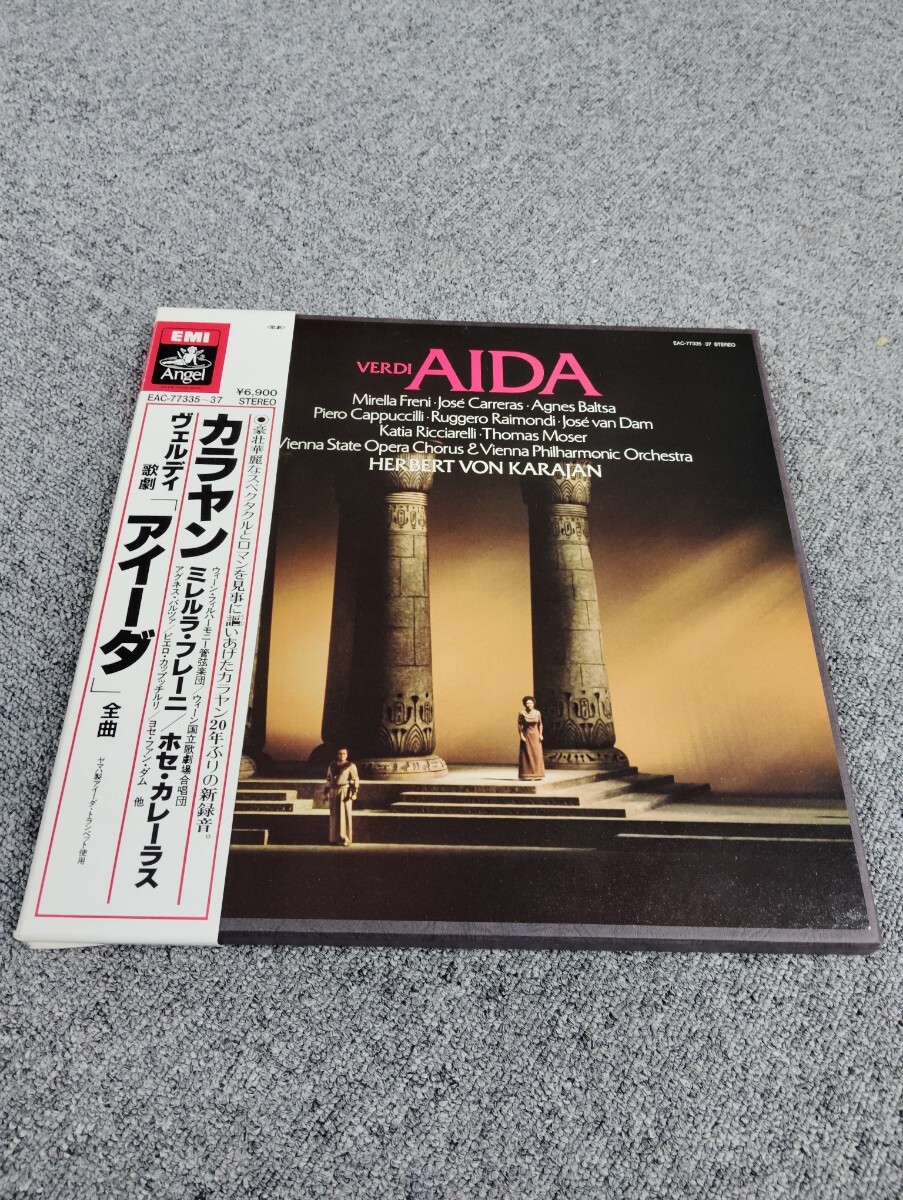 EMI
Angel
EAC-77335~37
¥6,900
STEREO
●豪壮華麗なスペクタクルとロマンを見事に謳いあげたカラヤン20年ぶりの新録音。
カラヤン
ミレルラ・フレーニ/ホセ・カレーラス
ウィーン・フィルハーモニー管弦楽団/ウィーン国立歌劇場合唱団
アグネス・バルツァ/ピエロ・カップッチルリ/ヨセ・ファン・ダム 他
ヴェルディ
歌劇「アイーダ」全曲
ヤマハ製アイーダ・トランペット使用
EAC-77335 37 STEREO
VERDI AIDA
Mirella Freni·José Carreras·Agnes Baltsa
Piero Cappuccilli·Ruggero Raimondi·José van Dam
Katia Ricciarelli·Thomas Moser
Vienna State Opera Chorus & Vienna Philharmonic Orchestra
HERBERT VON KARAJAN